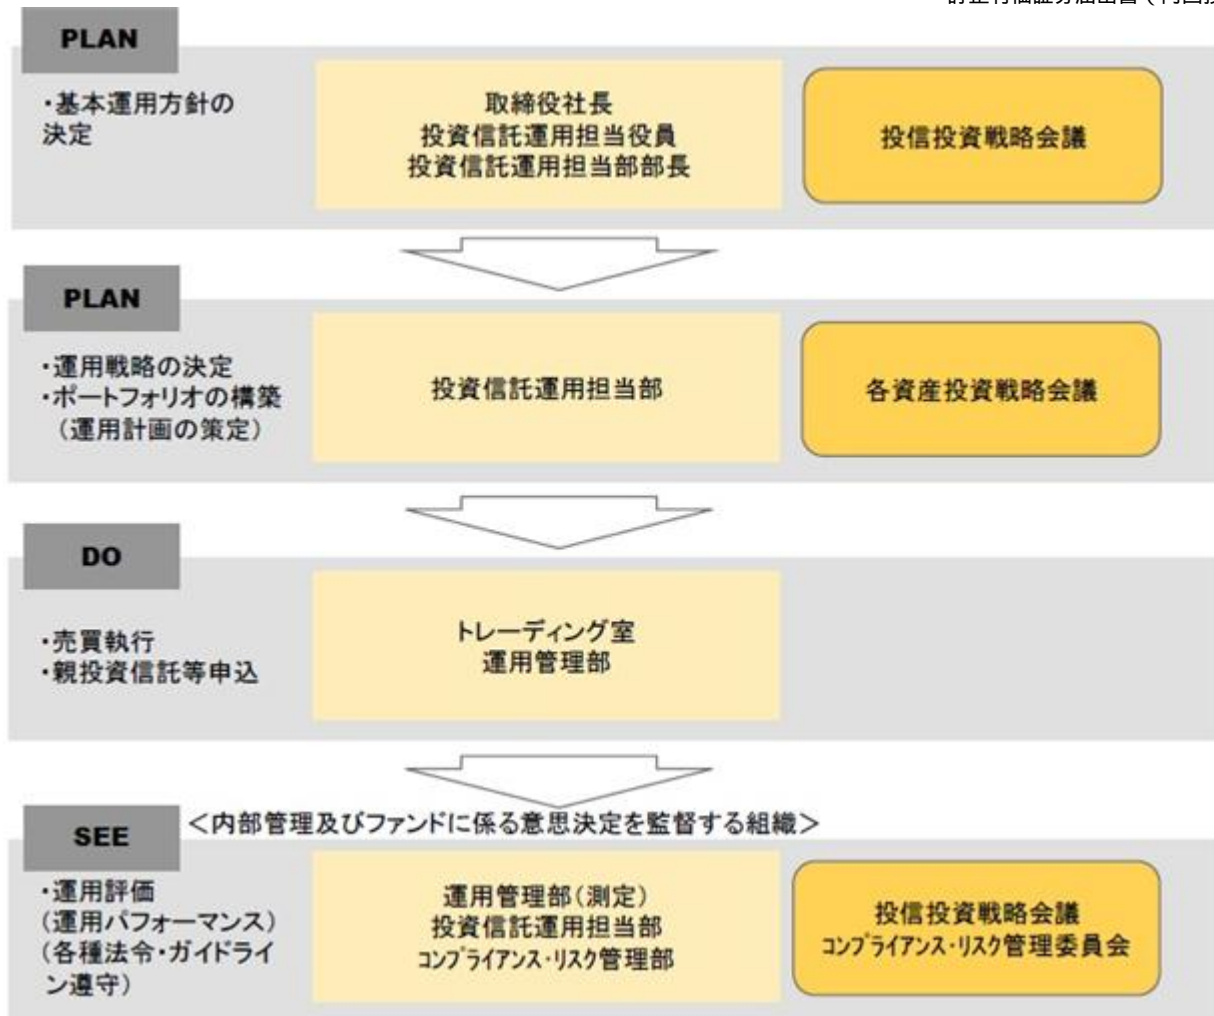 PLAN
・基本運用方針の
決定
取締役社長
投資信託運用担当役員
投資信託運用担当部部長
投信投資戦略会議
PLAN
・運用戦略の決定
・ポートフォリオの構築
（運用計画の策定）
投資信託運用担当部
各資産投資戦略会議
DO
・売買執行
・親投資信託等申込
トレーディング室
運用管理部
SEE
＜内部管理及びファンドに係る意思決定を監督する組織＞
・運用評価
（運用パフォーマンス）
（各種法令・ガイドライ
ン遵守）
運用管理部（測定）
投資信託運用担当部
ｺﾝﾌﾟﾗｲｱﾝｽ・ﾘｽｸ管理部
投信投資戦略会議
ｺﾝﾌﾟﾗｲｱﾝｽ・ﾘｽｸ管理委員会